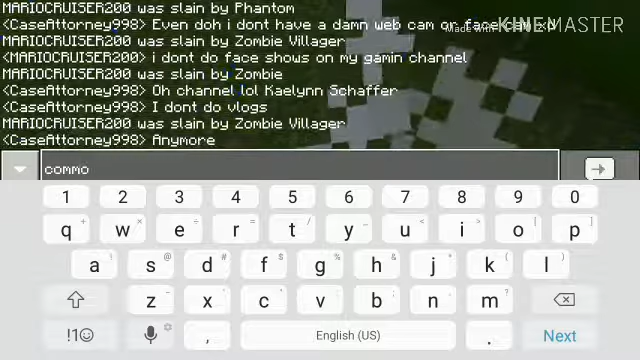 MARIOCRUISER200 was slain by Phantom
<CaseAttorney998> Even doh i dont have a damn web cam or face
Made with KINEMASTER
MARIOCRUISER200 was slain by Zombie Villager
<MARIOCRUISER200> i dont do face shows on my gamin channel
MARIOCRUISER200 was slain by Zombie
<CaseAttorney998> Oh channel lol Kaelynn Schaffer
<CaseAttorney998> I dont do vlogs
MARIOCRUISER200 was slain by Zombie Villager
<CaseAttorney998> Anymore
commo
1 2 3 4 5 6 7 8 9 0
q + w × e ÷ r = t / y _ u < i > o [ p ]
a ! s @ d # f $ g % h & j * k ( l )
z - x ' c " v : b ; n , m ?
!1☺ , English (US) . Next